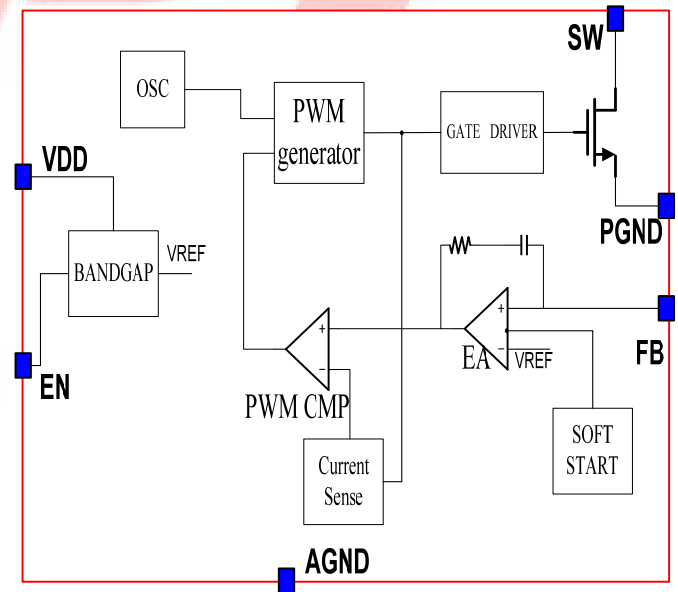 SW
OSC
PWM
generator
GATE DRIVER
VDD
PGND
BANDGAP
VREF
+
EA
−
VREF
FB
EN
+
−
PWM CMP
SOFT
START
Current
Sense
AGND